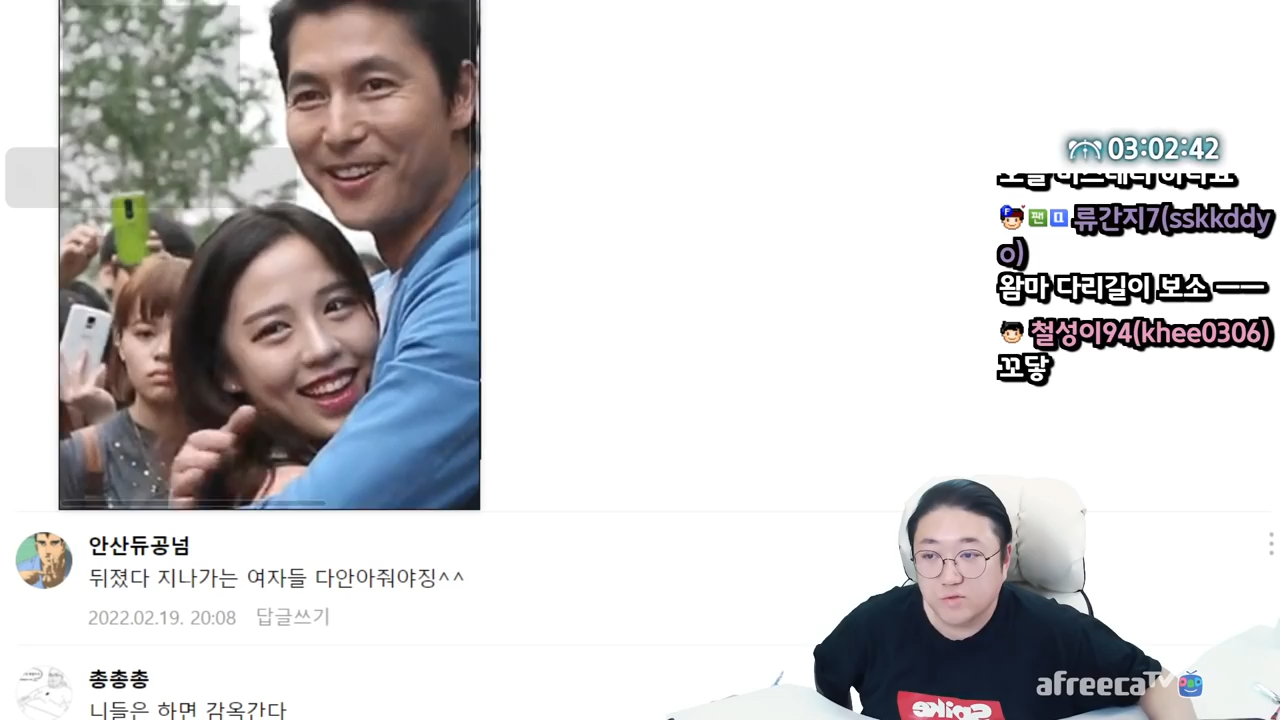 03:02:42
팬 류간지7(sskkddy
o)
왐마 다리길이 보소 ㅡㅡ
철성이94(khee0306)
꼬닿
안산듀공넘
뒤졌다 지나가는 여자들 다안아줘야징^^
2022.02.19. 20:08 답글쓰기
총총총
니들은 하면 감옥간다
afreecaTV
Spike